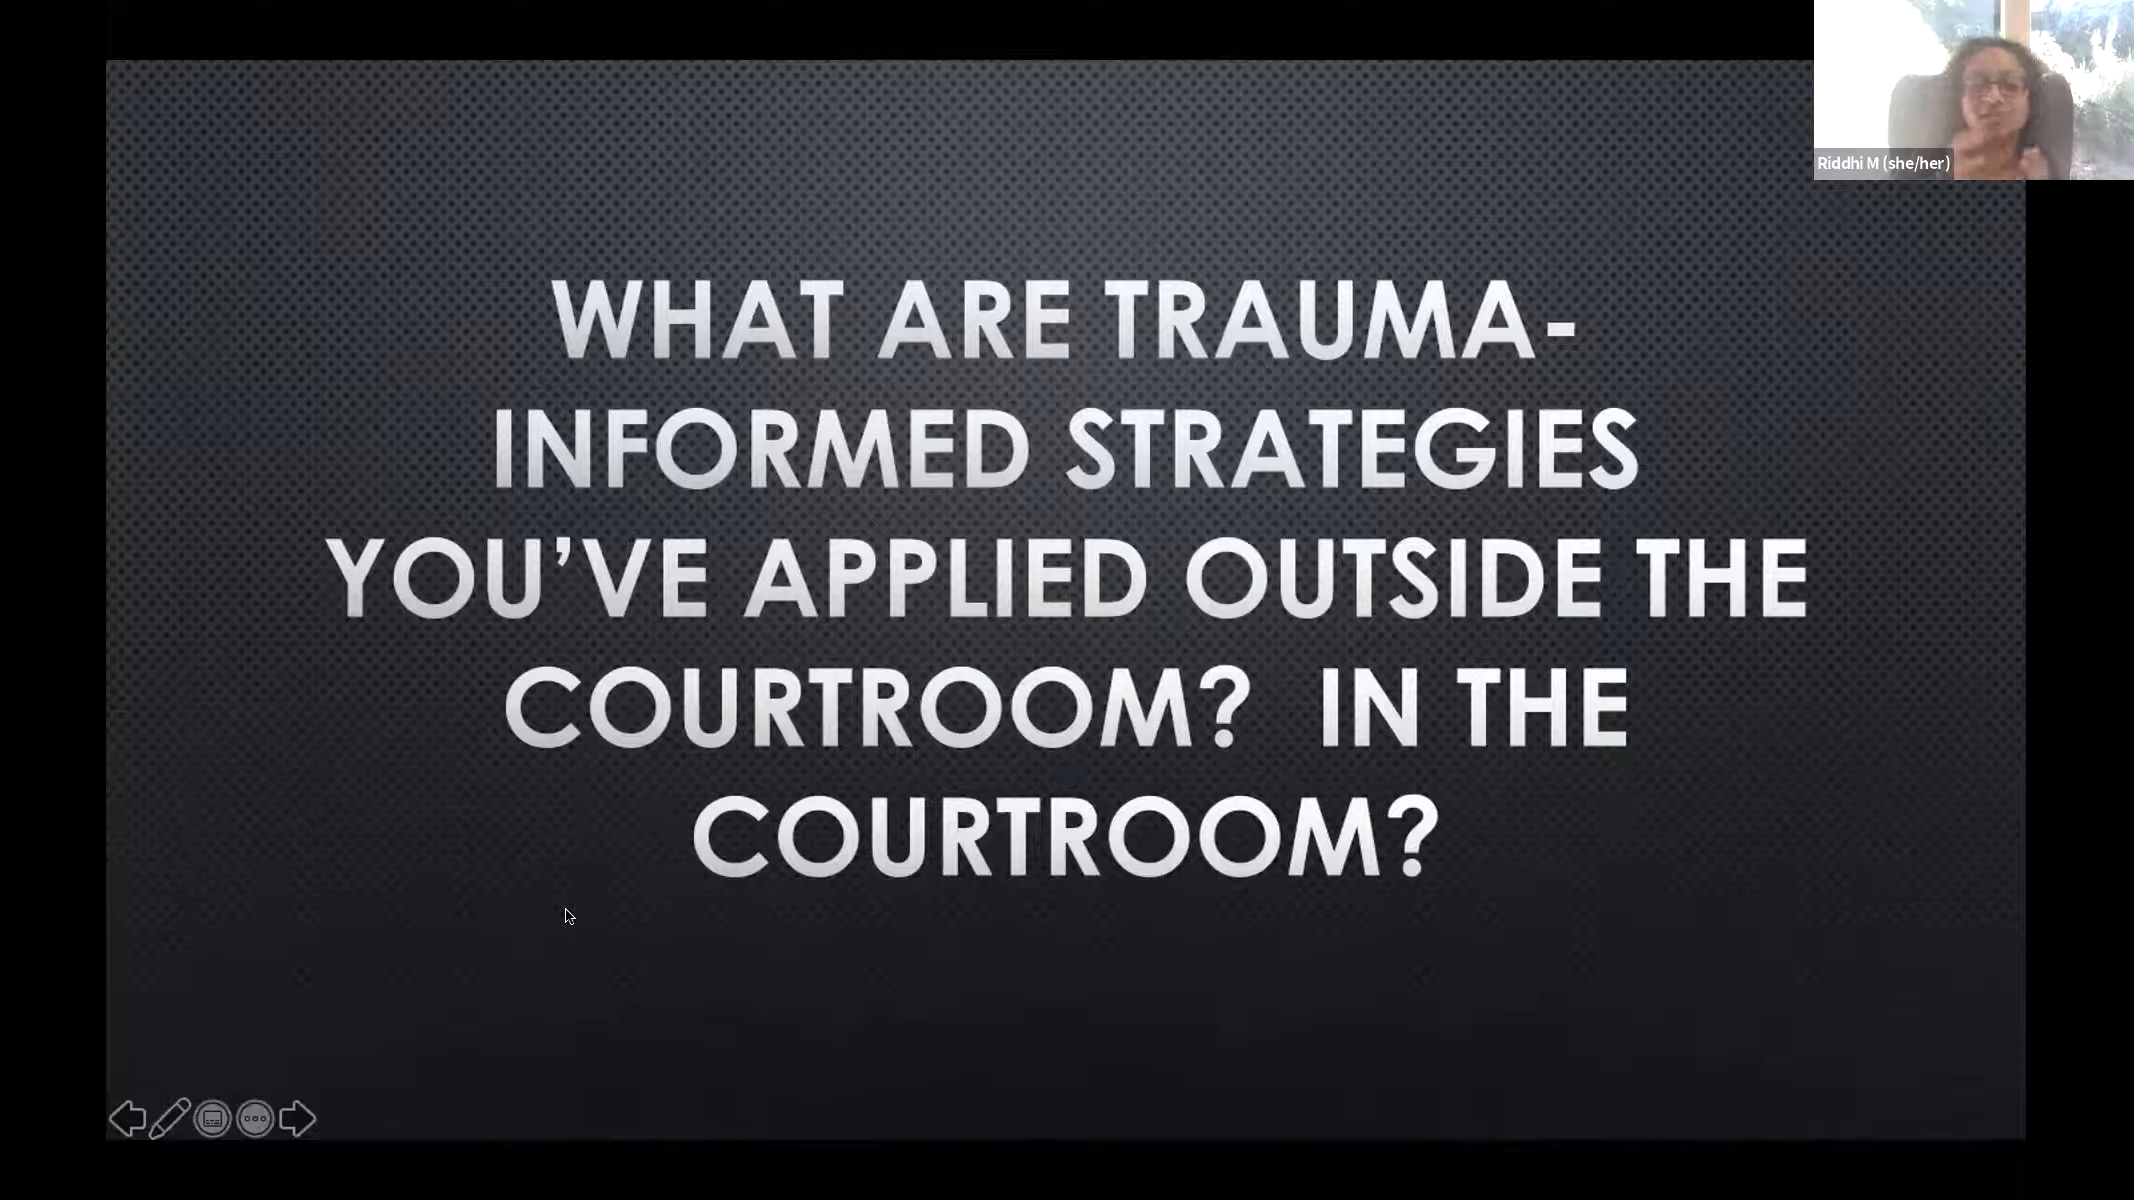 Riddhi M (she/her)
WHAT ARE TRAUMA-
INFORMED STRATEGIES
YOU’VE APPLIED OUTSIDE THE
COURTROOM?  IN THE
COURTROOM?